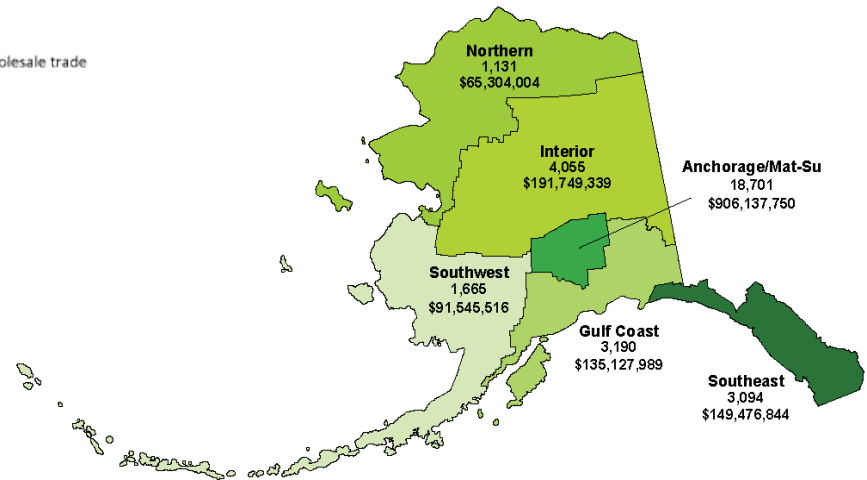 trade
Northern
1,131
$65,304,004
Interior
4,055
$191,749,339
Anchorage/Mat-Su
18,701
$906,137,750
Southwest
1,665
$91,545,516
Gulf Coast
3,190
$135,127,989
Southeast
3,094
$149,476,844